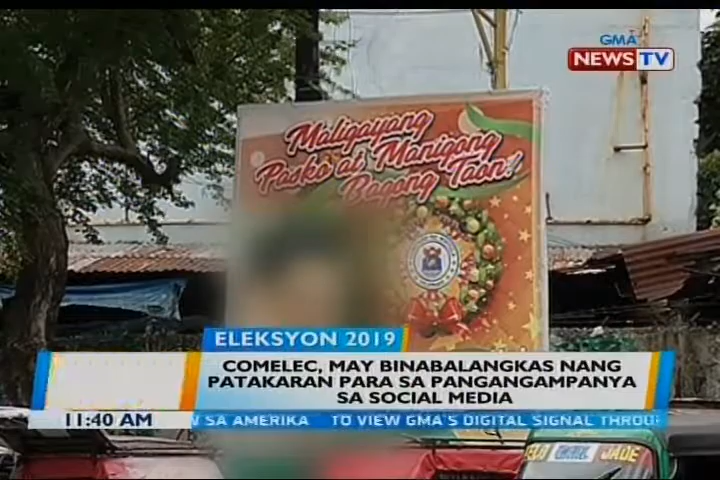 GMA
NEWS TV
Maligayang
Pasko at Manigong
Bagong Taon!
ELEKSYON 2019
COMELEC, MAY BINABALANGKAS NANG
PATAKARAN PARA SA PANGANGAMPANYA
SA SOCIAL MEDIA
11:40 AM
N SA AMERIKA TO VIEW GMA'S DIGITAL SIGNAL THROUG
JADE